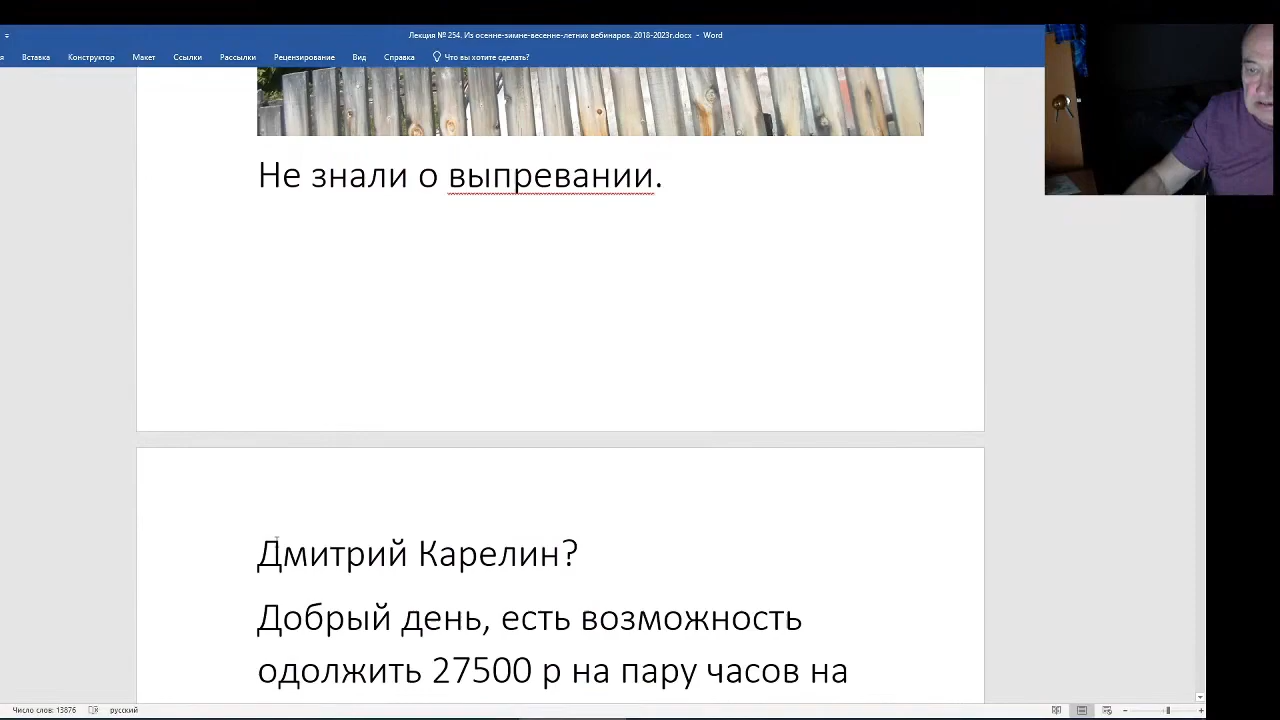 Лекция № 254. Из осенне-зимне-весенне-летних вебинаров. 2018-2023г.docx - Word
я Вставка Конструктор Макет Ссылки Рассылки Рецензирование Вид Справка Что вы хотите сделать?
Не знали о выпревании.
Дмитрий Карелин?
Добрый день, есть возможность
одолжить 27500 р на пару часов на
Число слов: 13876 русский